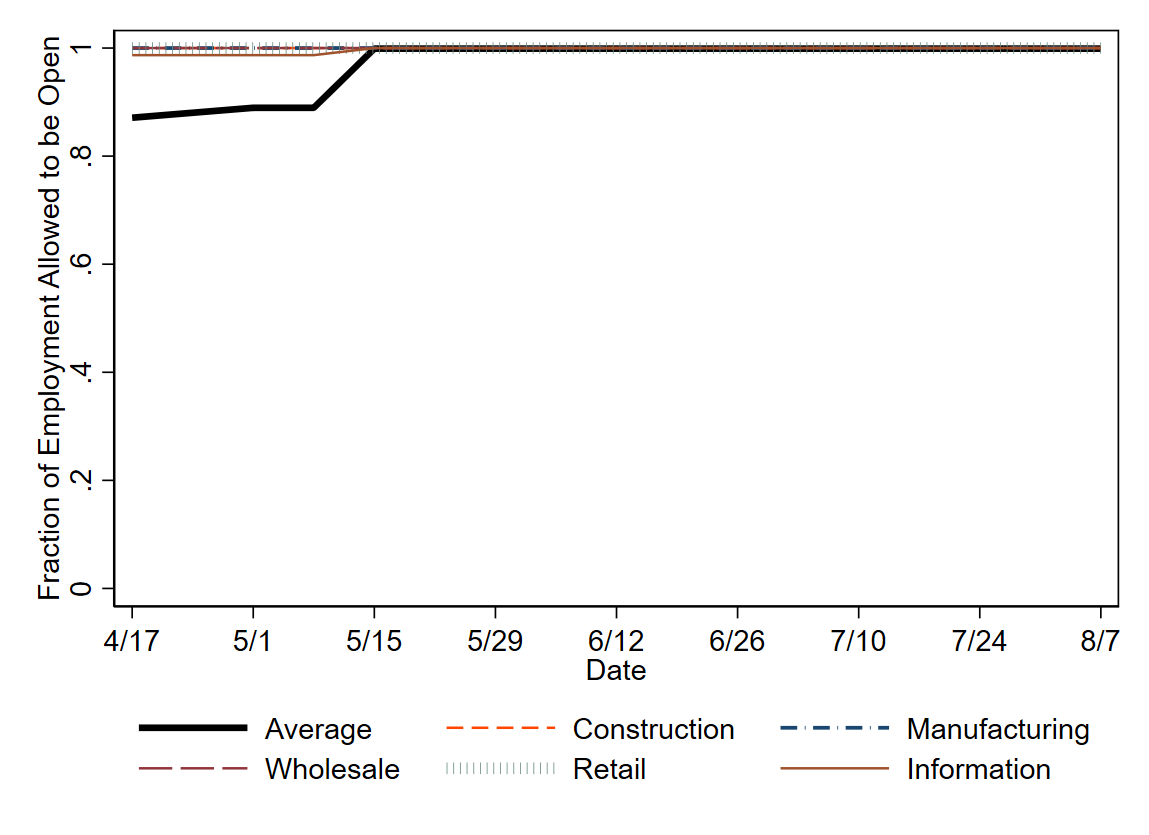 Fraction of Employment Allowed to be Open
1
.8
.6
.4
.2
0
4/17 5/1 5/15 5/29 6/12 6/26 7/10 7/24 8/7
Date
Average Construction Manufacturing
Wholesale Retail Information